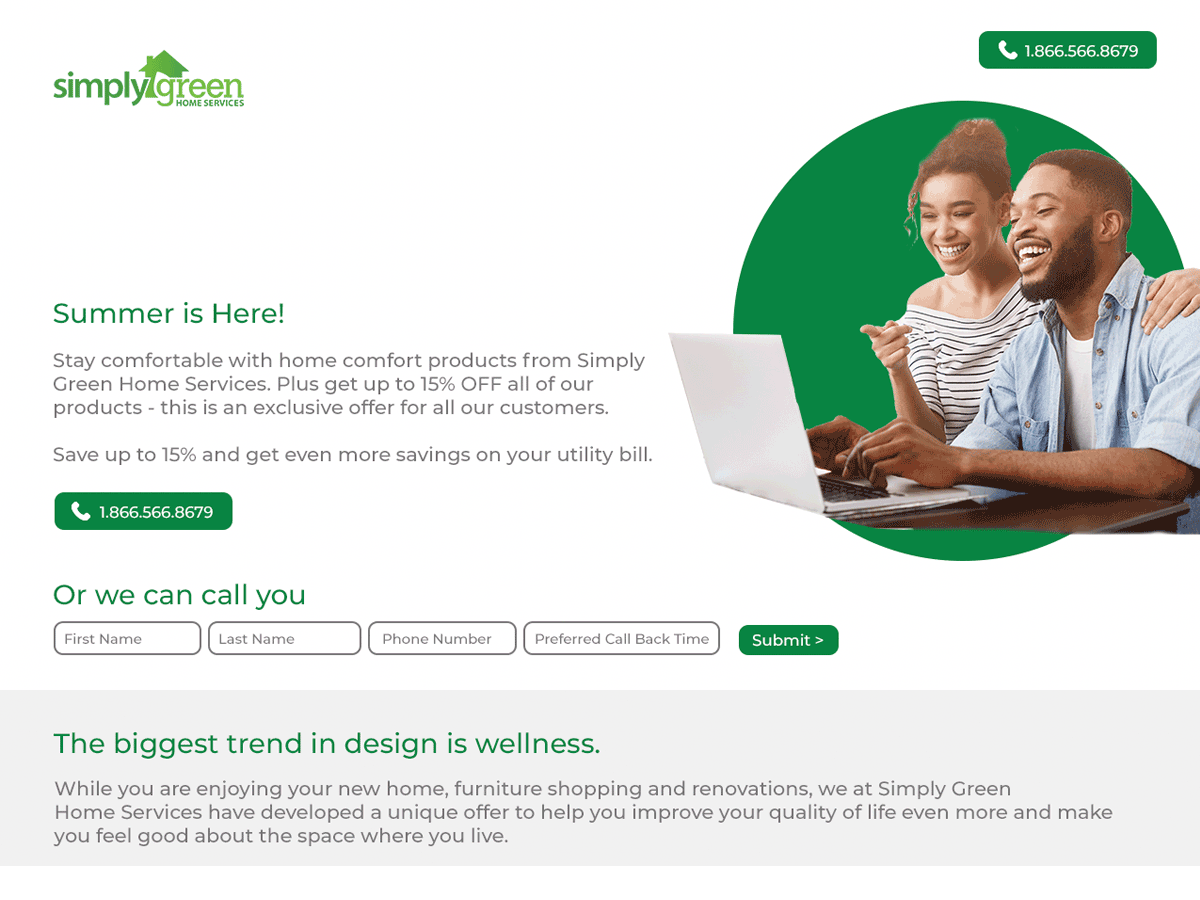 simply green
HOME SERVICES
1.866.566.8679
Summer is Here!
Stay comfortable with home comfort products from Simply
Green Home Services. Plus get up to 15% OFF all of our
products - this is an exclusive offer for all our customers.
Save up to 15% and get even more savings on your utility bill.
1.866.566.8679
Or we can call you
First Name Last Name Phone Number Preferred Call Back Time Submit >
The biggest trend in design is wellness.
While you are enjoying your new home, furniture shopping and renovations, we at Simply Green
Home Services have developed a unique offer to help you improve your quality of life even more and make
you feel good about the space where you live.